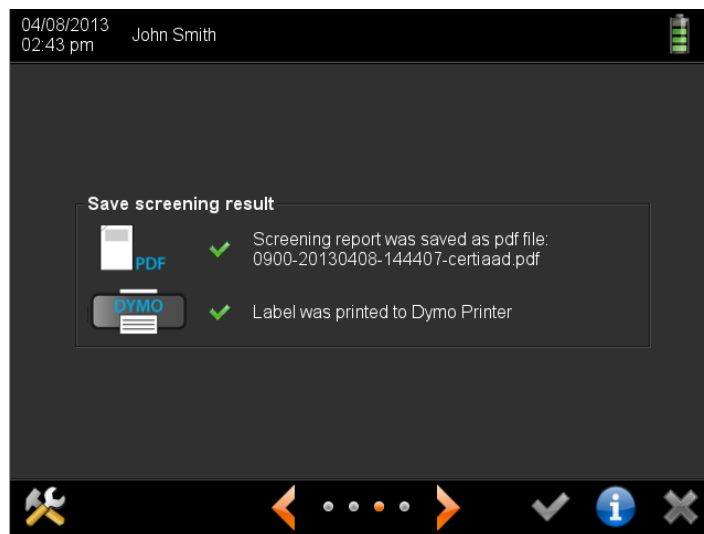 04/08/2013
02:43 pm
John Smith
Save screening result
PDF
Screening report was saved as pdf file:
0900-20130408-144407-certiaad.pdf
DYMO
Label was printed to Dymo Printer
i